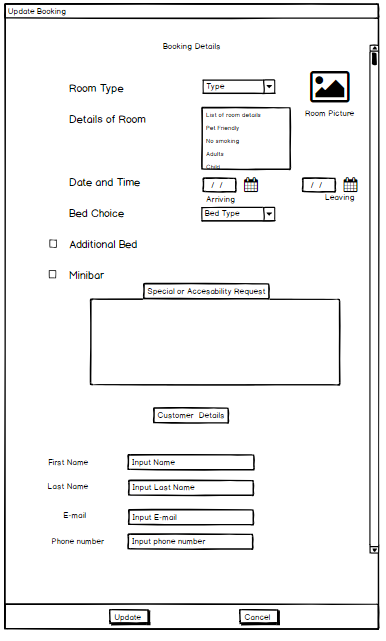 Update Booking
Booking Details
Room Type
Type
Room Picture
Details of Room
List of room details
Pet Friendly
No smoking
Adults
Child
Date and Time
/ /
/ /
Arriving
Leaving
Bed Choice
Bed Type
Additional Bed
Minibar
Special or Accesability Request
Customer Details
First Name
Input Name
Last Name
Input Last Name
E-mail
Input E-mail
Phone number
Input phone number
Update
Cancel